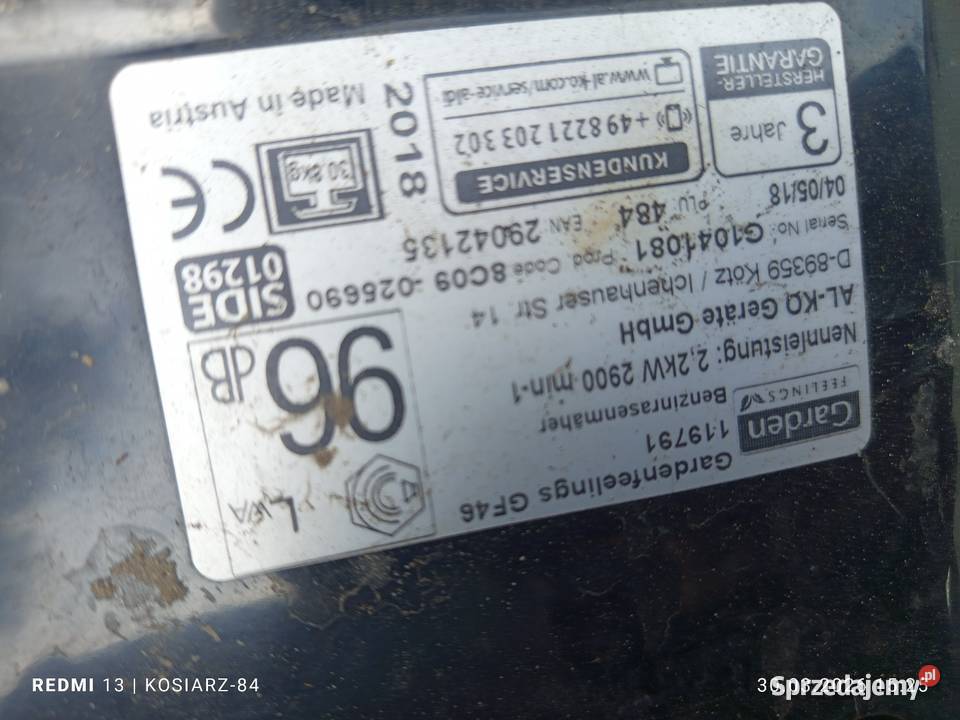 Garden
FEELINGS
Gardenfeelings GF46
119791
Benzinrasenmäher
Nennleistung: 2,2kW 2900 min-1
AL-KO Geräte GmbH
D-89359 Kötz / Ichenhauser Str. 14
Serial No: G1041081 Prod. Code 8C09 -025690
04/05/18 PLU: 484 EAN 29042135
3
Jahre
HERSTELLER-
GARANTIE
KUNDENSERVICE
+49 8221 203 302
www.al-ko.com/service-aldi
2018
Made in Austria
30,8kg
CE
SIDE
01298
LWA
96
dB
REDMI 13 | KOSIARZ-84
Sprzedajemy.pl